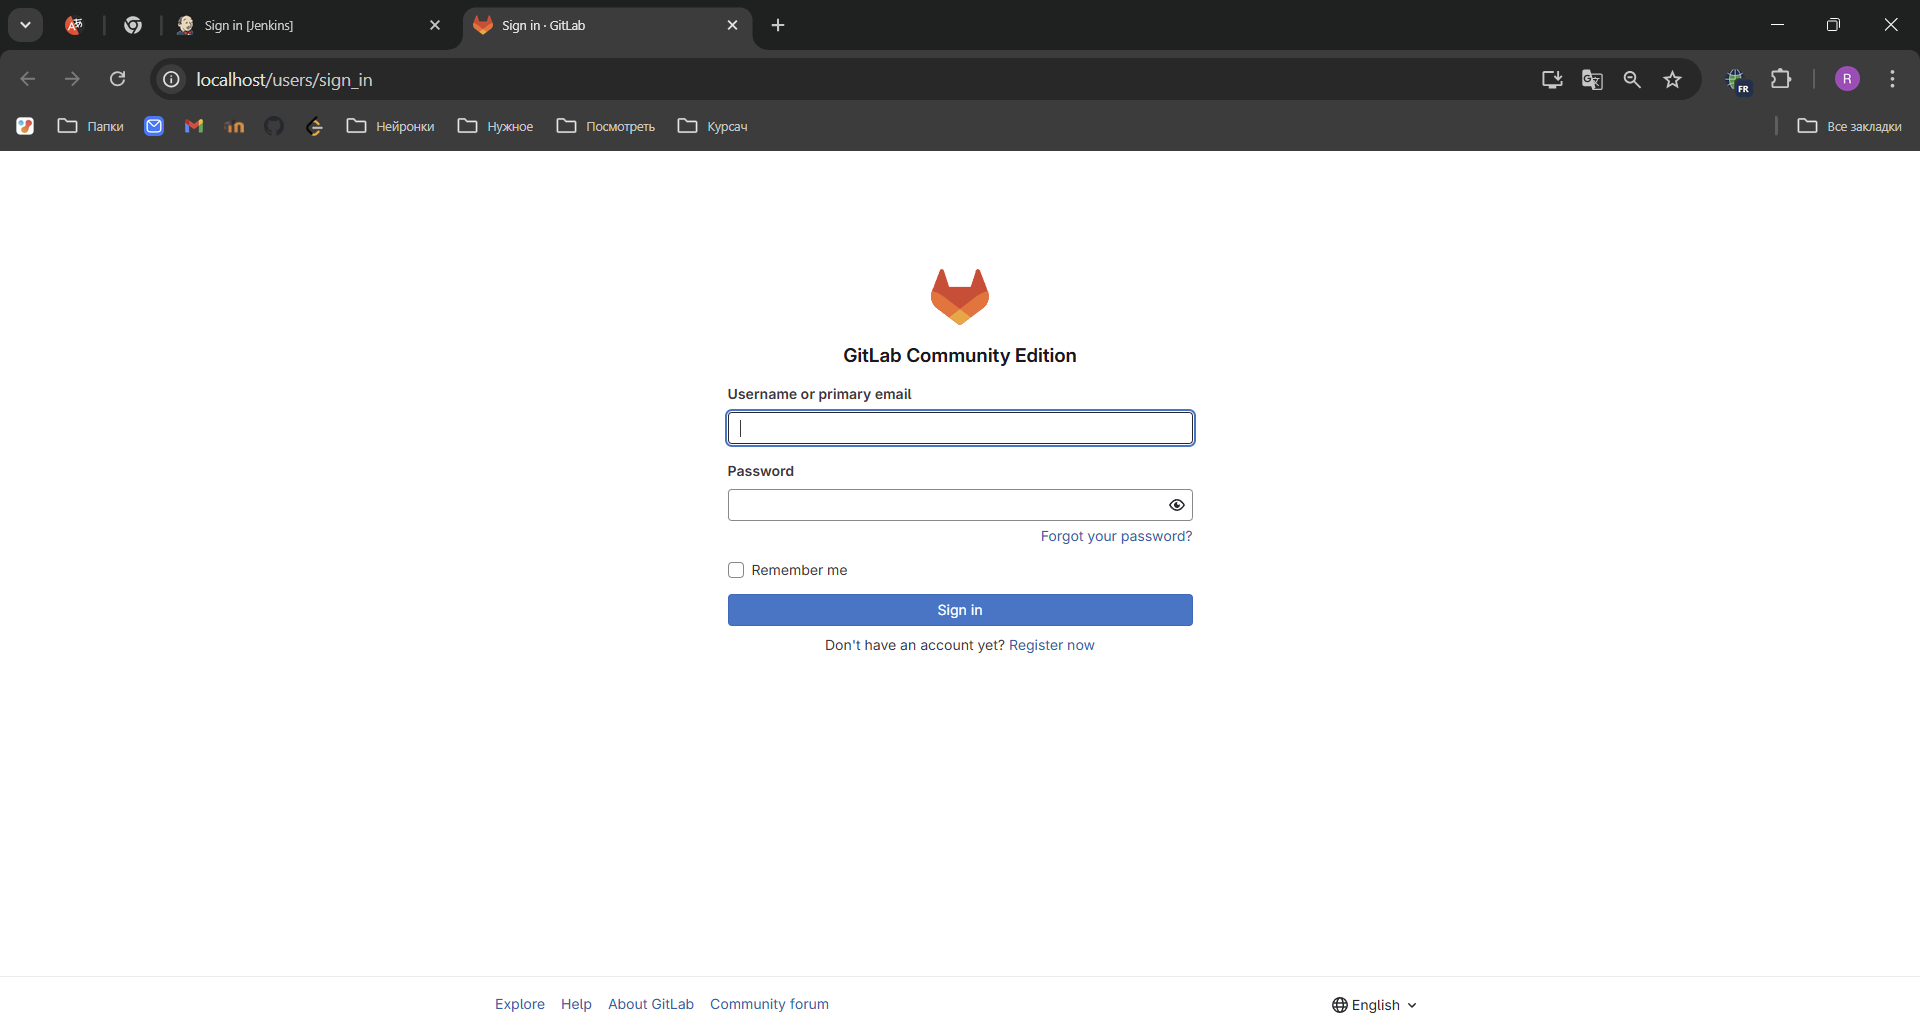 Sign in [Jenkins]
Sign in · GitLab
localhost/users/sign_in
FR
R
Папки
Нейронки
Нужное
Посмотреть
Курсач
Все закладки
GitLab Community Edition
Username or primary email
Password
Forgot your password?
Remember me
Sign in
Don't have an account yet? Register now
Explore Help About GitLab Community forum
English